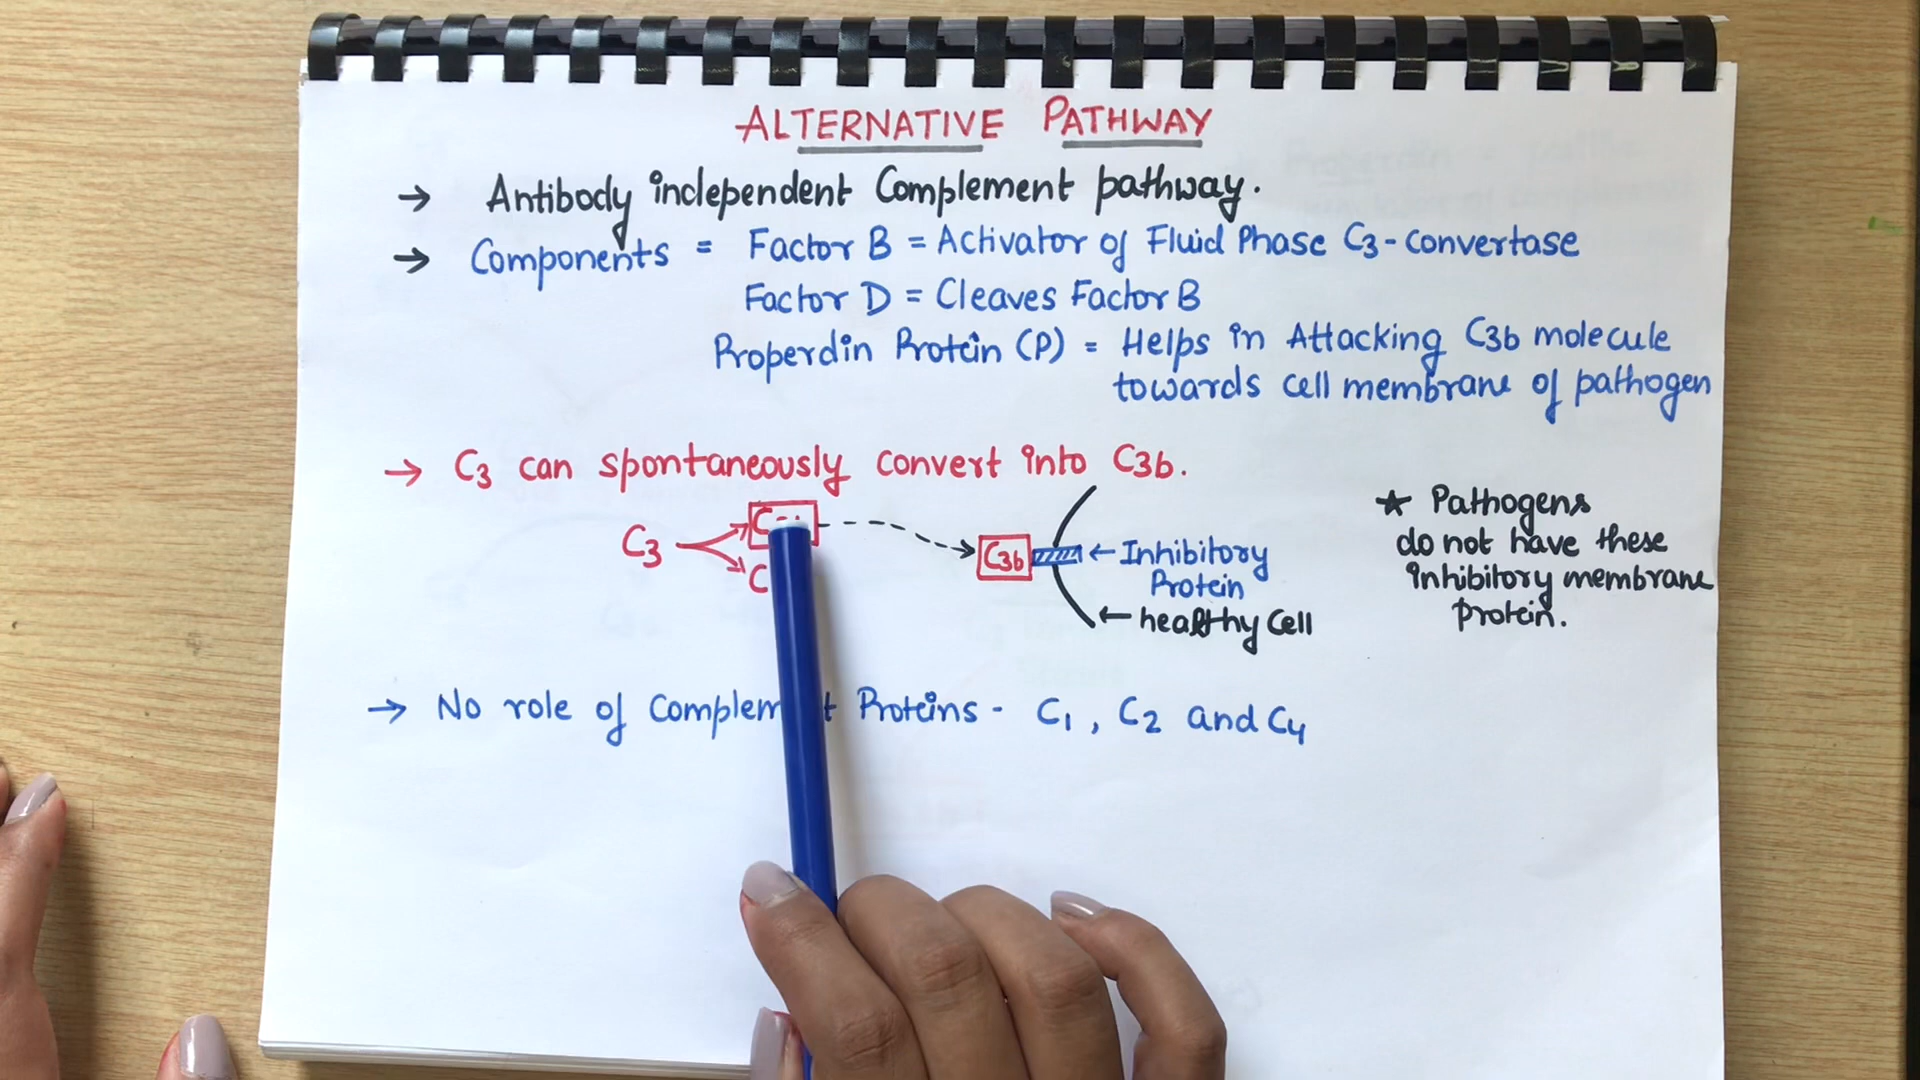 ALTERNATIVE PATHWAY
→ Antibody independent Complement pathway.
→ Components = Factor B = Activator of Fluid Phase C3-convertase
Factor D = Cleaves Factor B
Properdin Protein (P) = Helps in Attacking C3b molecule
towards cell membrane of pathogen
→ C3 can spontaneously convert into C3b.
C3
C3b
← Inhibitory
Protein
← healthy Cell
★ Pathogens
do not have these
inhibitory membrane
protein.
→ No role of Proteins - C1, C2 and C4